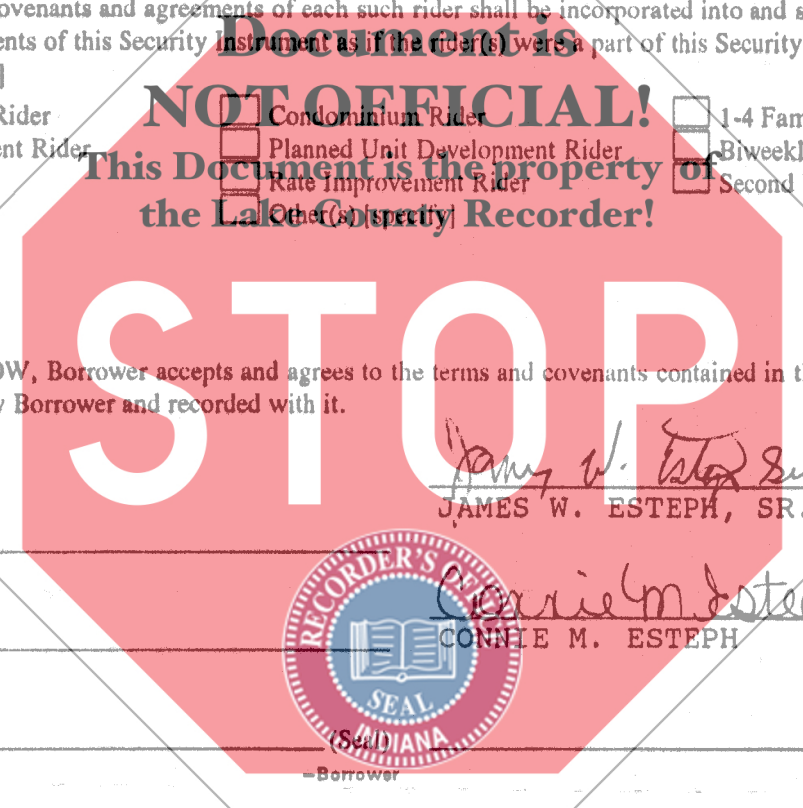 ovenants and agreements of each such rider shall be incorporated into and
ents of this Security Instrument as if the rider(s) were a part of this Security
]
Document is
NOT OFFICIAL!
This Document is the property of
the Lake County Recorder!
Rider
Condominium Rider
1-4 Fam
ent Rider
Planned Unit Development Rider
Biweekl
Rate Improvement Rider
Second
Other(s) [specify]
STOP
OW, Borrower accepts and agrees to the terms and covenants contained in t
y Borrower and recorded with it.
JAMES W. ESTEPH, SR.
Connie M Este
CONNIE M. ESTEPH
RECORDER'S OFFICE
SEAL
INDIANA
(Seal)
-Borrower